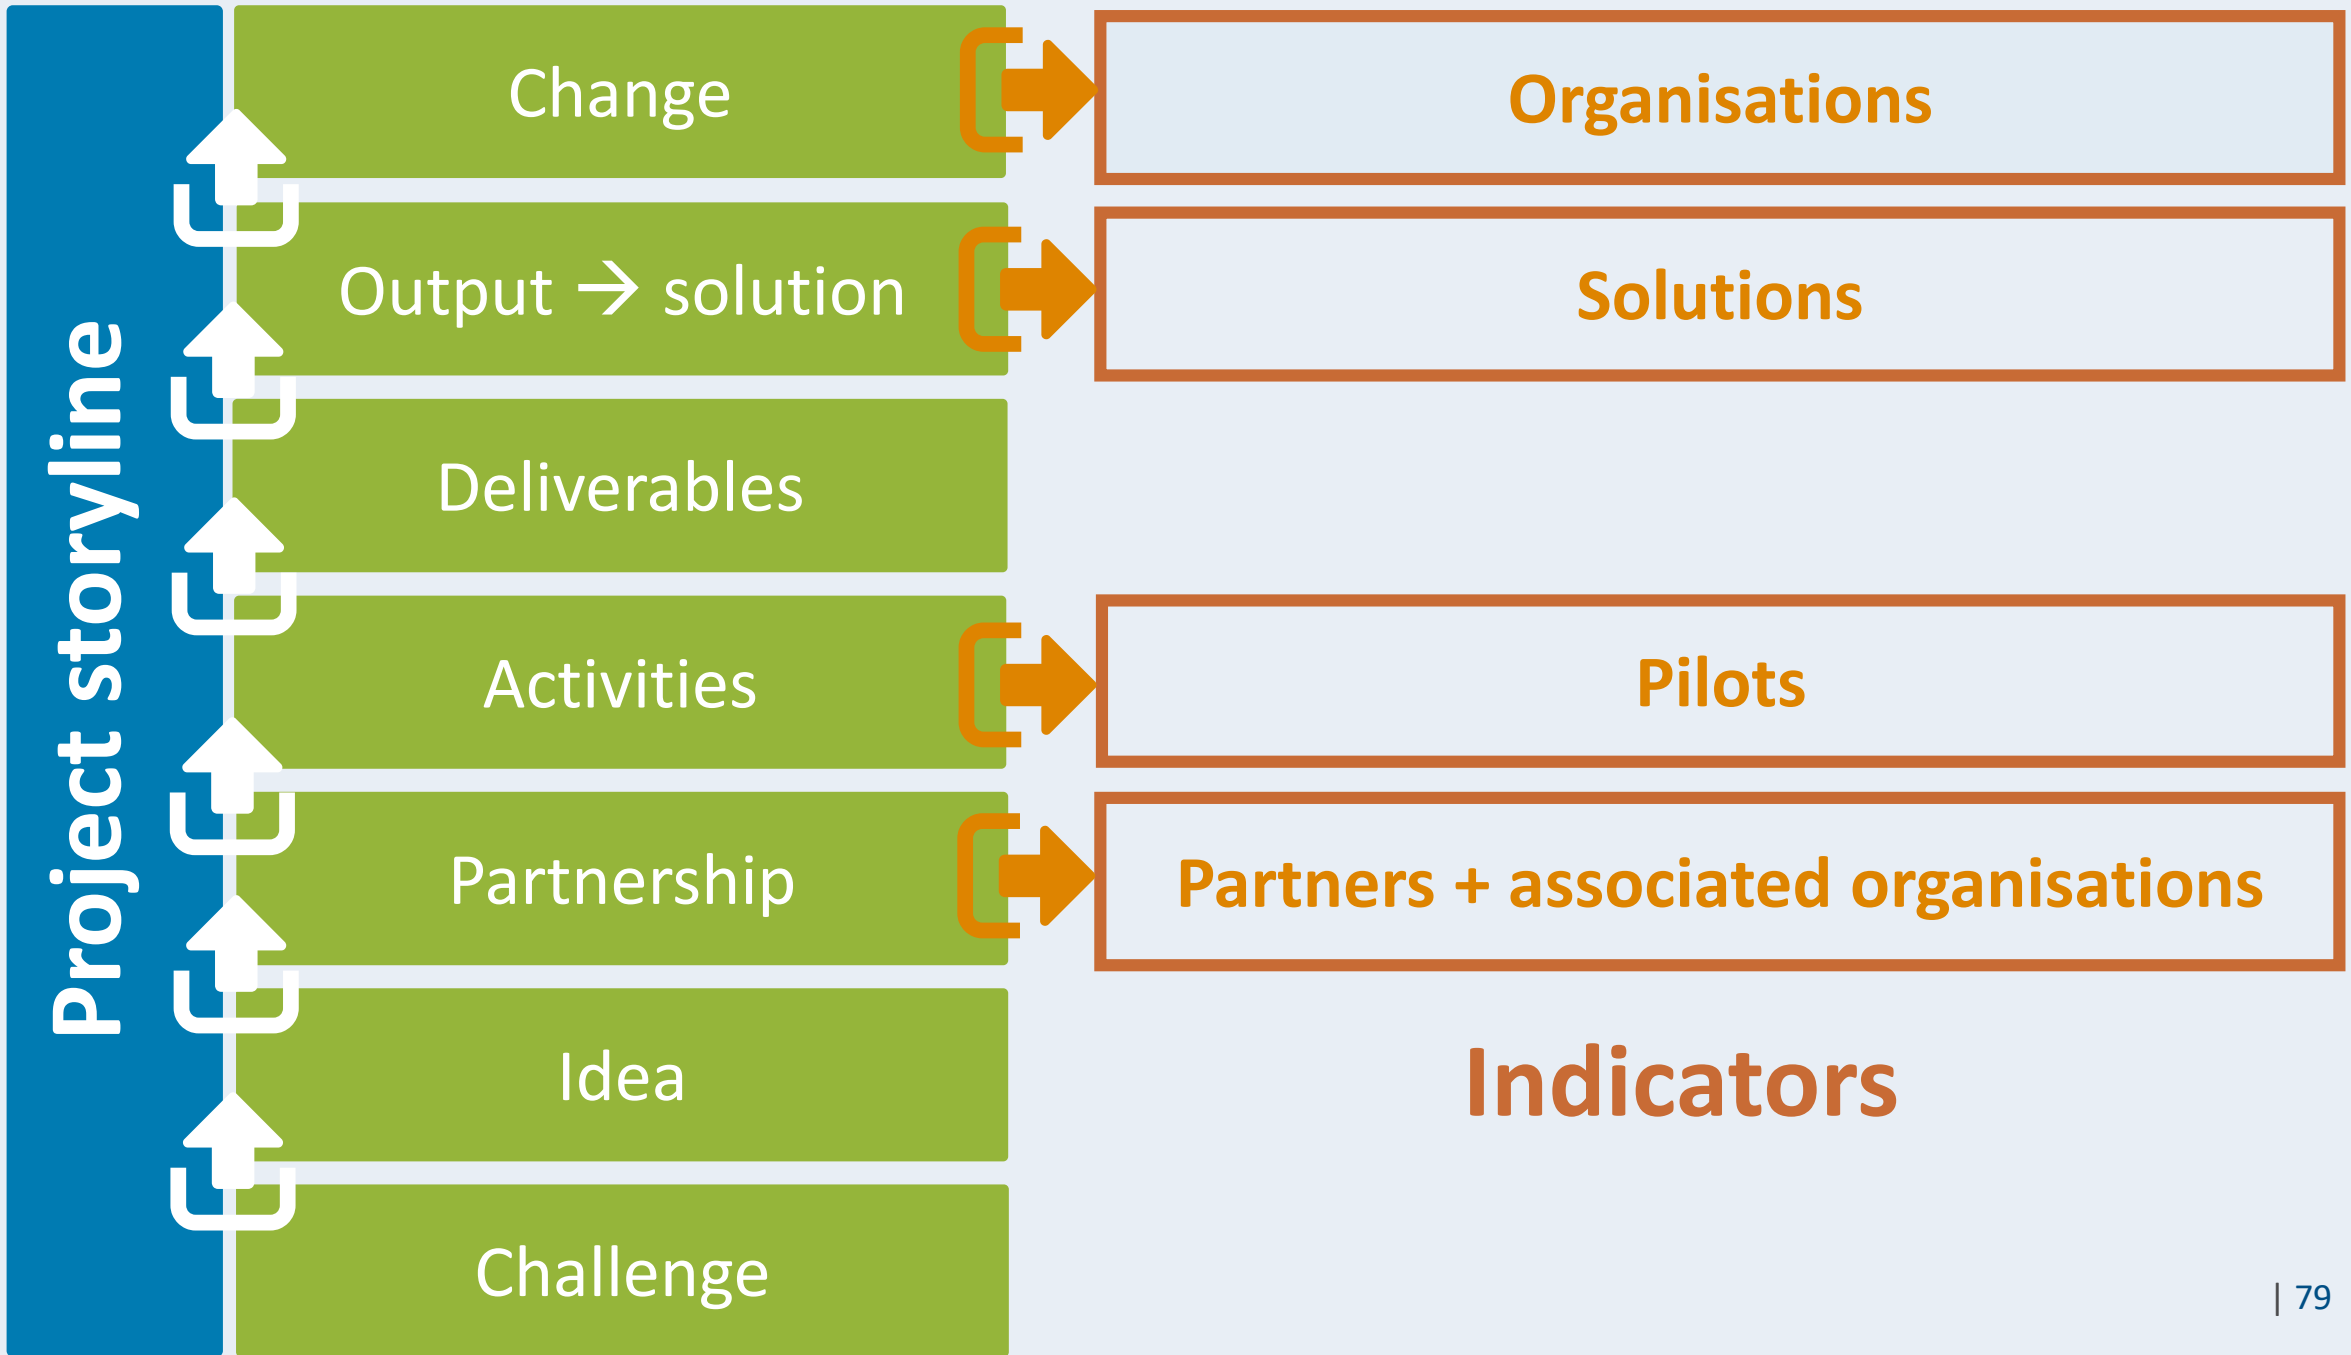 Project storyline
Change
Organisations
Output → solution
Solutions
Deliverables
Activities
Pilots
Partnership
Partners + associated organisations
Idea
Indicators
Challenge
| 79